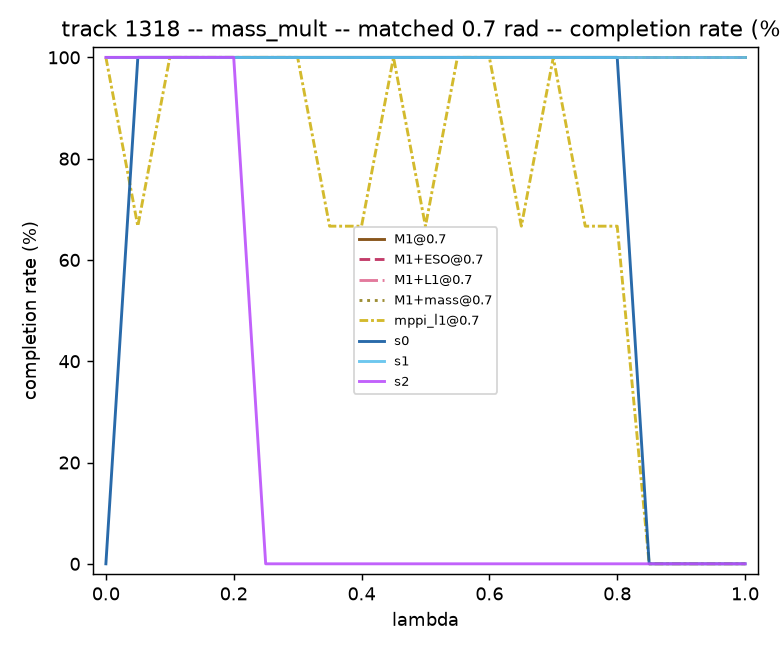 track 1318 -- mass_mult -- matched 0.7 rad -- completion rate (%
100
80
60
40
20
0
completion rate (%)
M1@0.7
M1+ESO@0.7
M1+L1@0.7
M1+mass@0.7
mppi_l1@0.7
s0
s1
s2
0.0 0.2 0.4 0.6 0.8 1.0
lambda